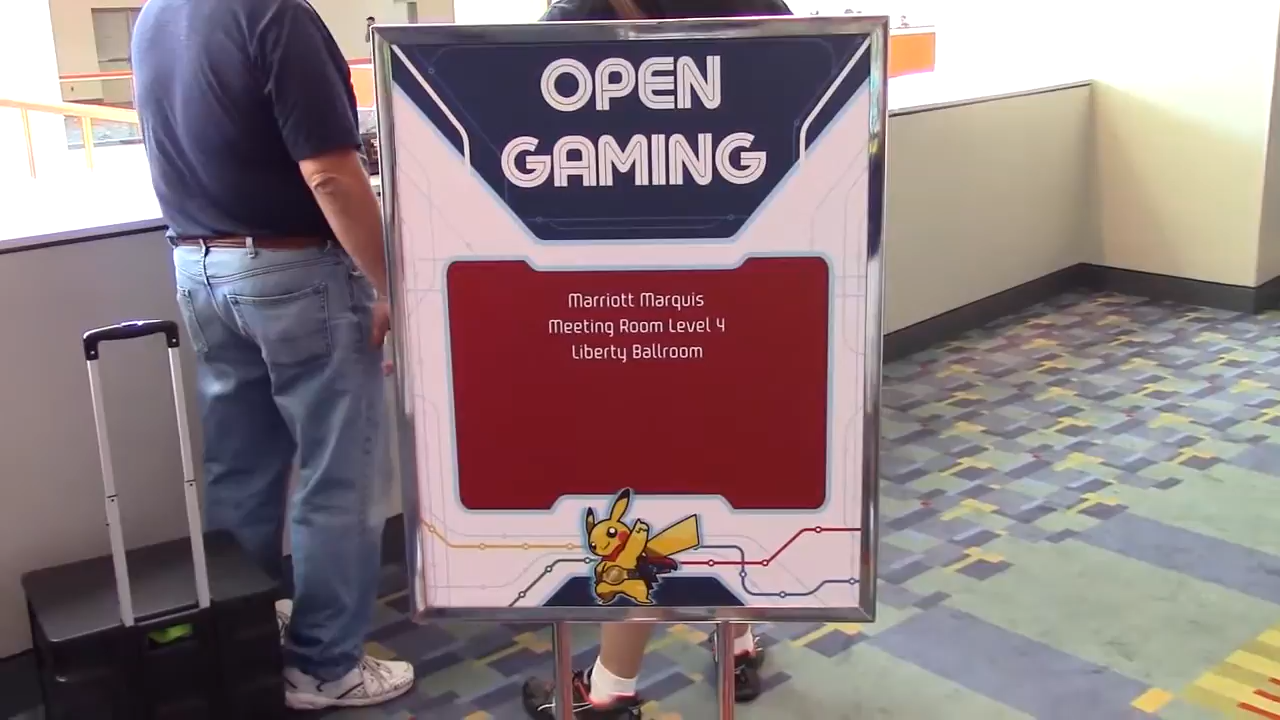 OPEN
GAMING
Marriott Marquis
Meeting Room Level 4
Liberty Ballroom